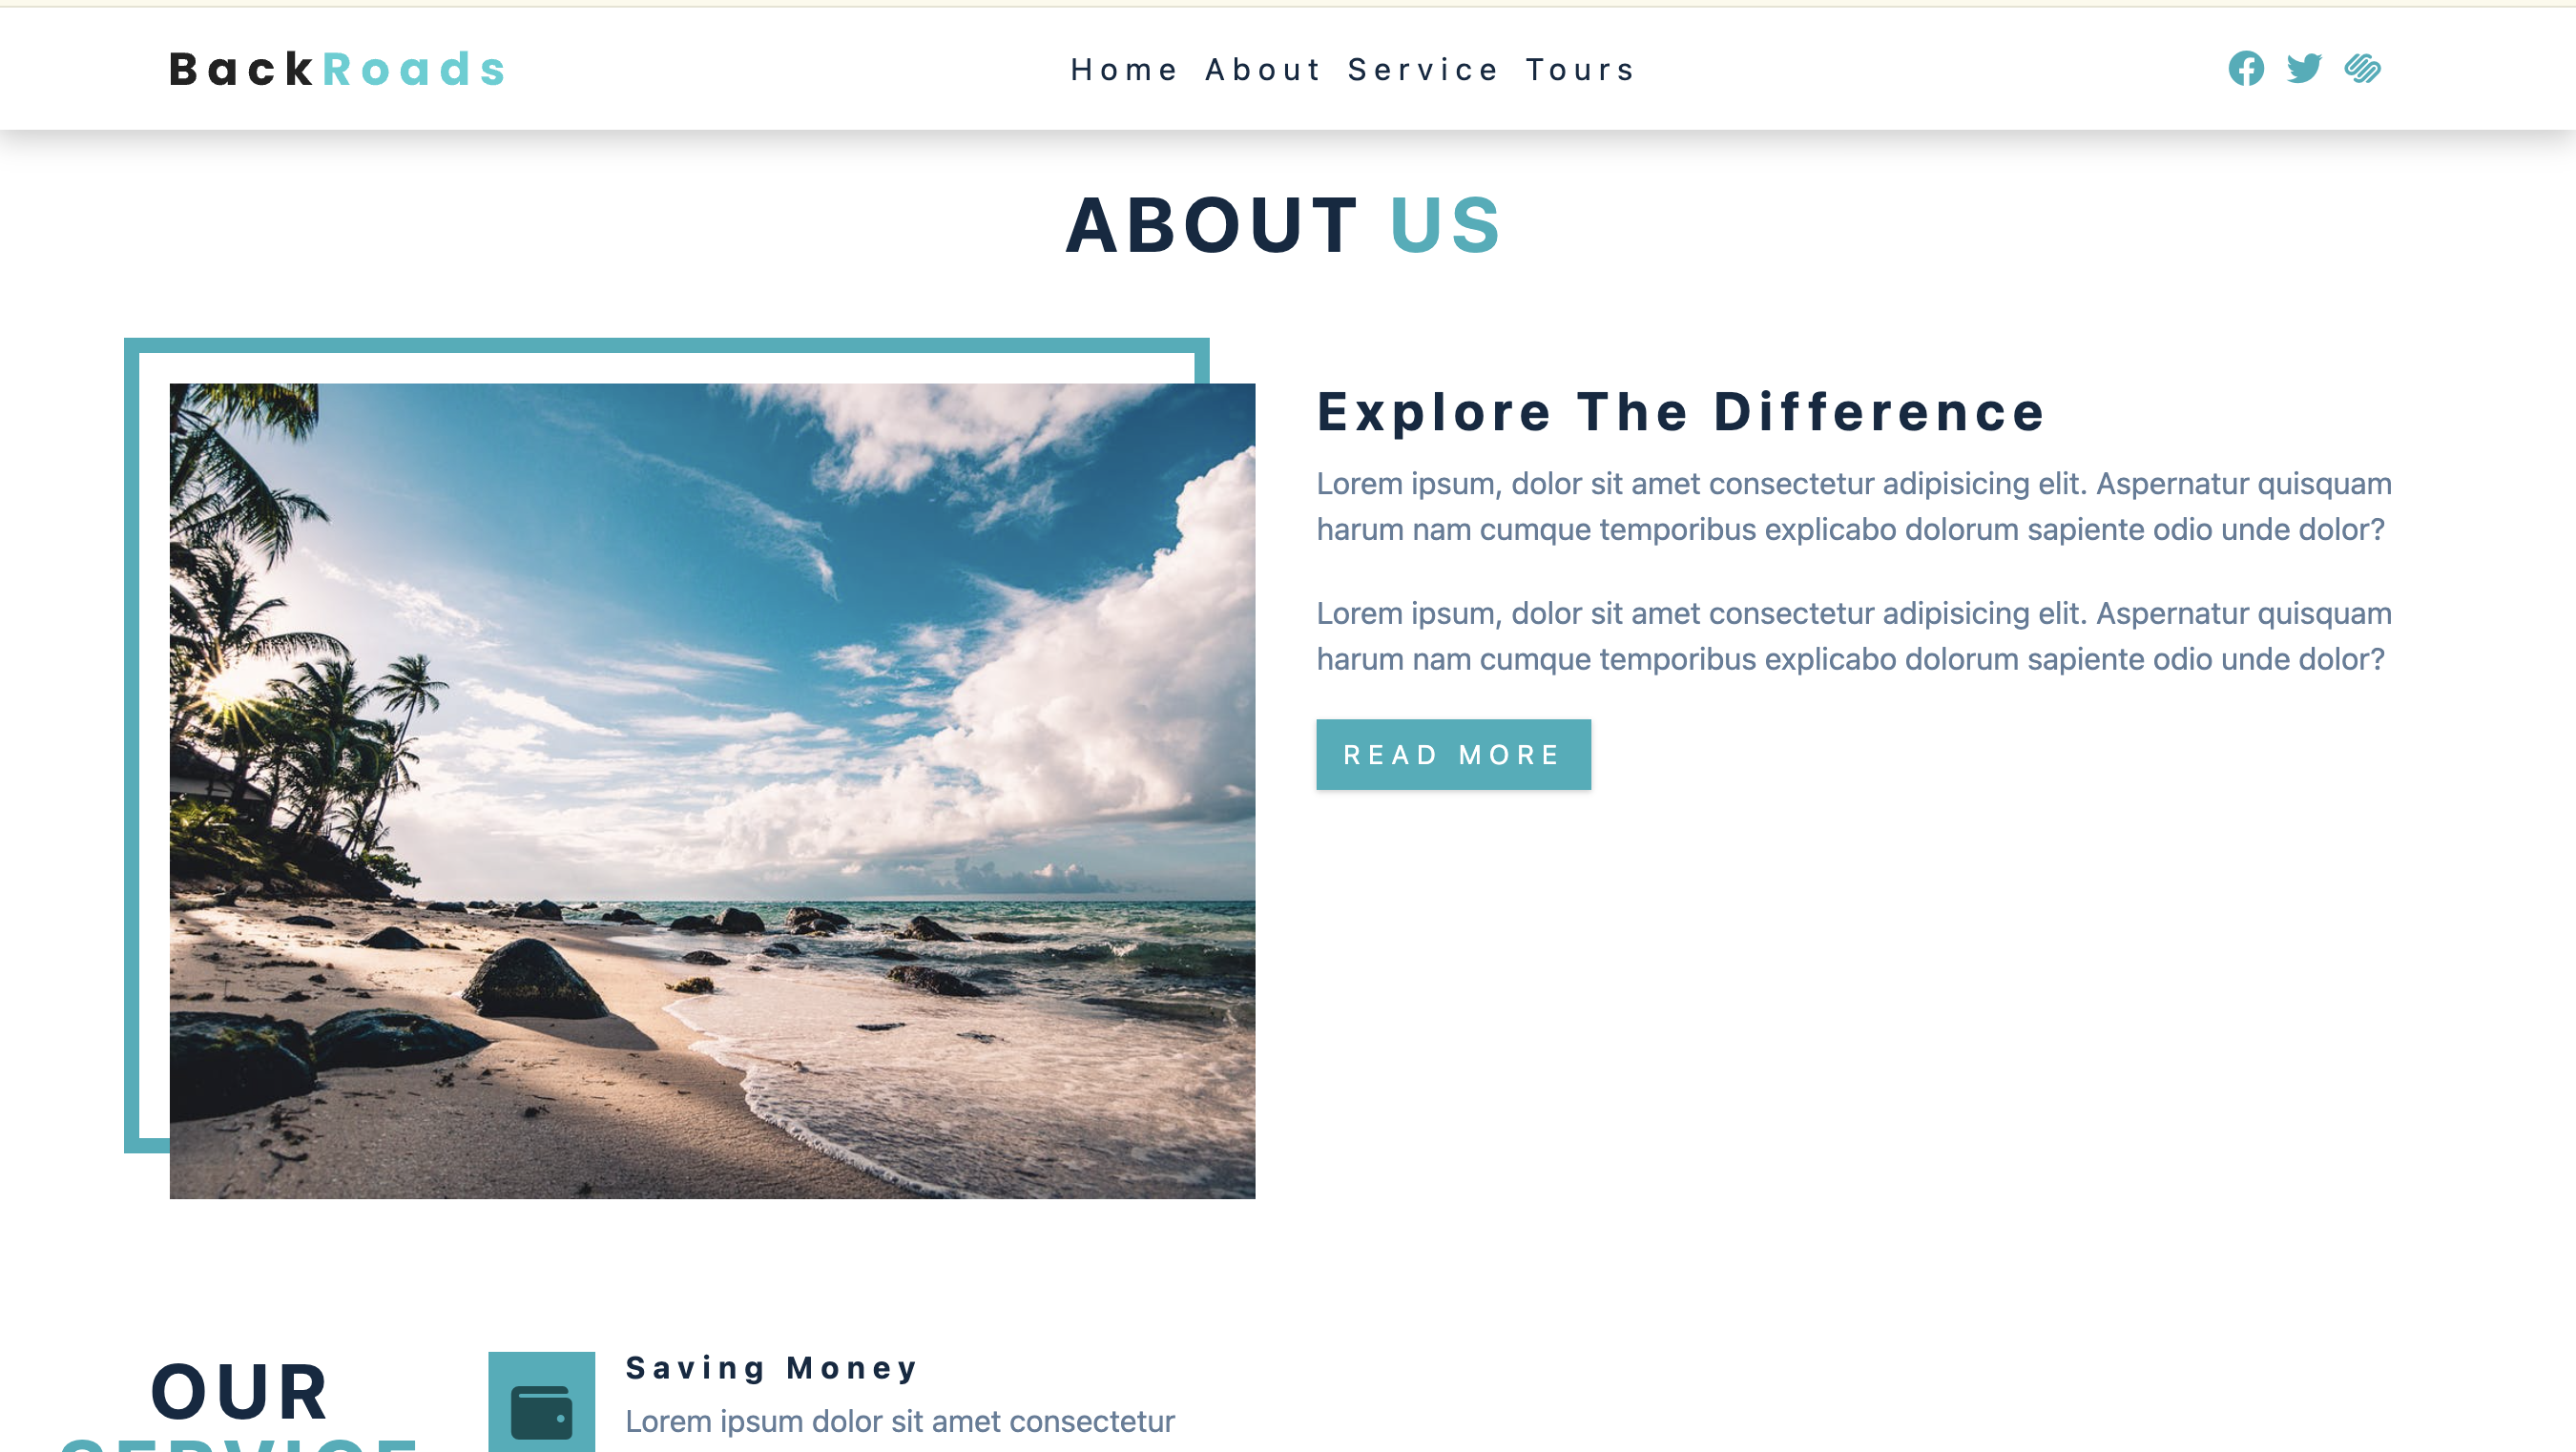 BackRoads
Home About Service Tours
ABOUT US
Explore The Difference
Lorem ipsum, dolor sit amet consectetur adipisicing elit. Aspernatur quisquam
harum nam cumque temporibus explicabo dolorum sapiente odio unde dolor?
Lorem ipsum, dolor sit amet consectetur adipisicing elit. Aspernatur quisquam
harum nam cumque temporibus explicabo dolorum sapiente odio unde dolor?
READ MORE
OUR
Saving Money
Lorem ipsum dolor sit amet consectetur